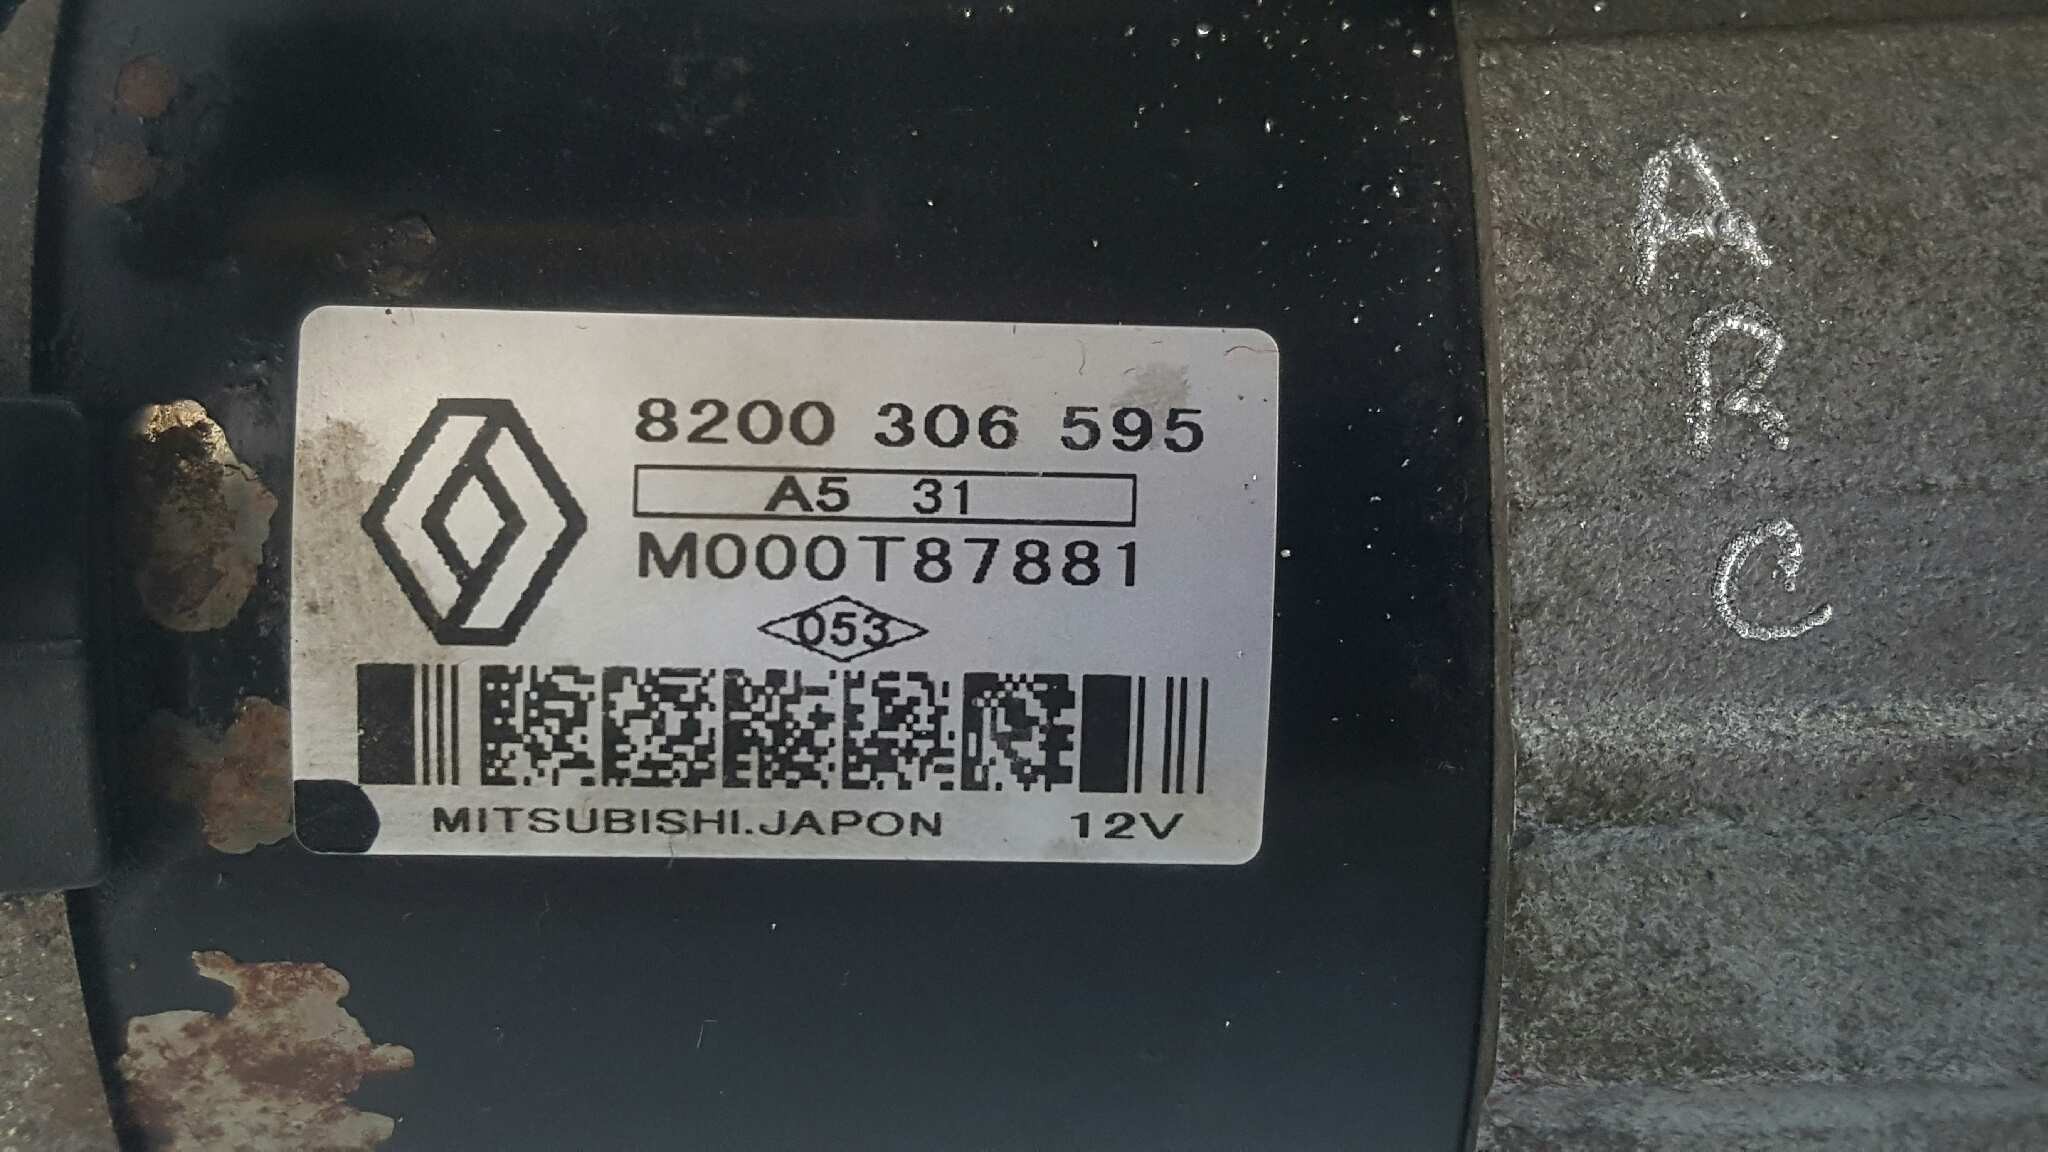 8200 306 595
A5 31
M000T87881
053
MITSUBISHI.JAPON 12V
A
R
C